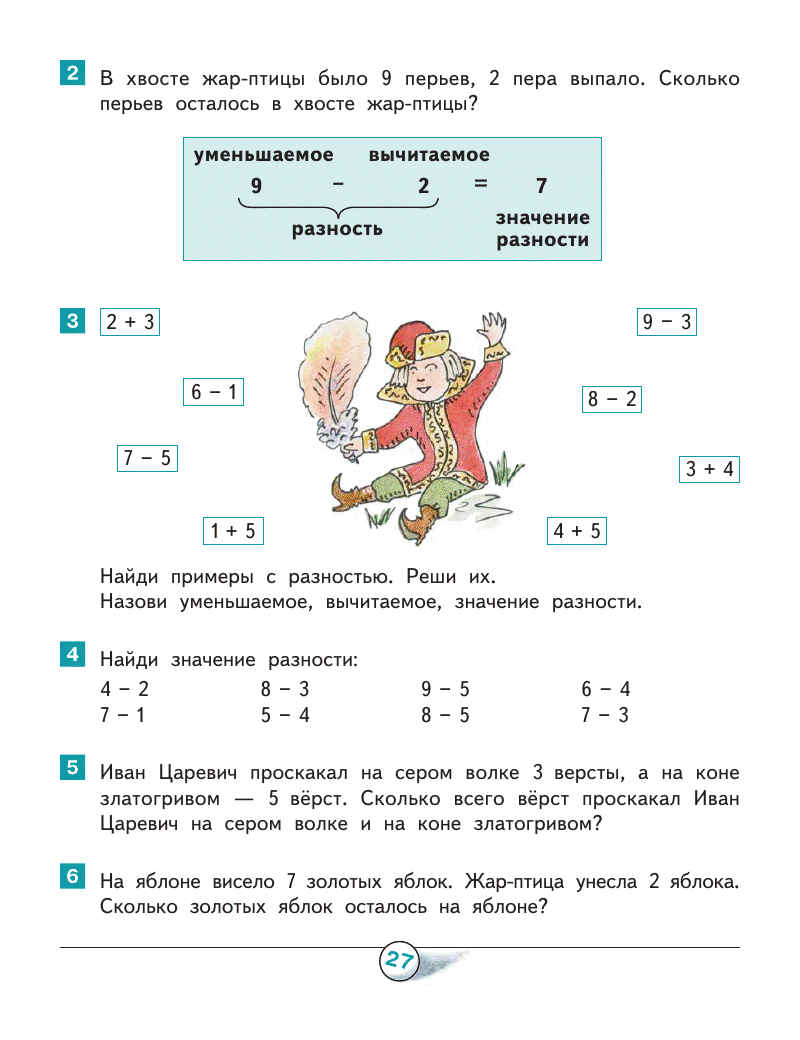 2 В хвосте жар-птицы было 9 перьев, 2 пера выпало. Сколько
перьев осталось в хвосте жар-птицы?
уменьшаемое вычитаемое
9 – 2 = 7
разность
значение
разности
3
2 + 3
9 – 3
6 – 1
8 – 2
7 – 5
3 + 4
1 + 5
4 + 5
Найди примеры с разностью. Реши их.
Назови уменьшаемое, вычитаемое, значение разности.
4 Найди значение разности:
4 – 2 8 – 3 9 – 5 6 – 4
7 – 1 5 – 4 8 – 5 7 – 3
5 Иван Царевич проскакал на сером волке 3 версты, а на коне
златогривом — 5 вёрст. Сколько всего вёрст проскакал Иван
Царевич на сером волке и на коне златогривом?
6 На яблоне висело 7 золотых яблок. Жар-птица унесла 2 яблока.
Сколько золотых яблок осталось на яблоне?
27